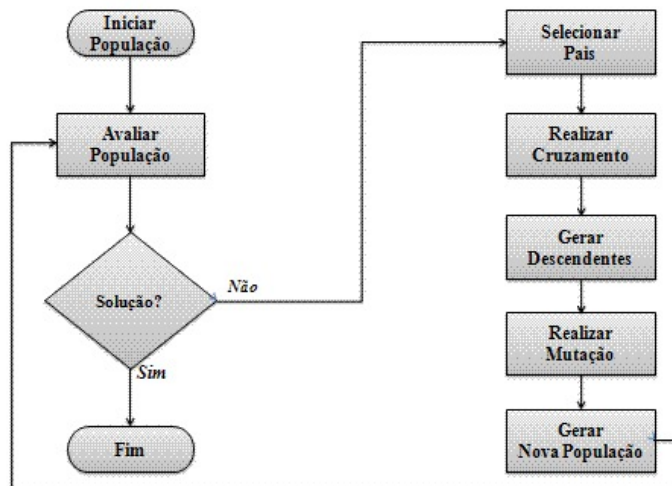 Iniciar
População
Avaliar
População
Solução?
Não
Sim
Fim
Selecionar
Pais
Realizar
Cruzamento
Gerar
Descendentes
Realizar
Mutação
Gerar
Nova População